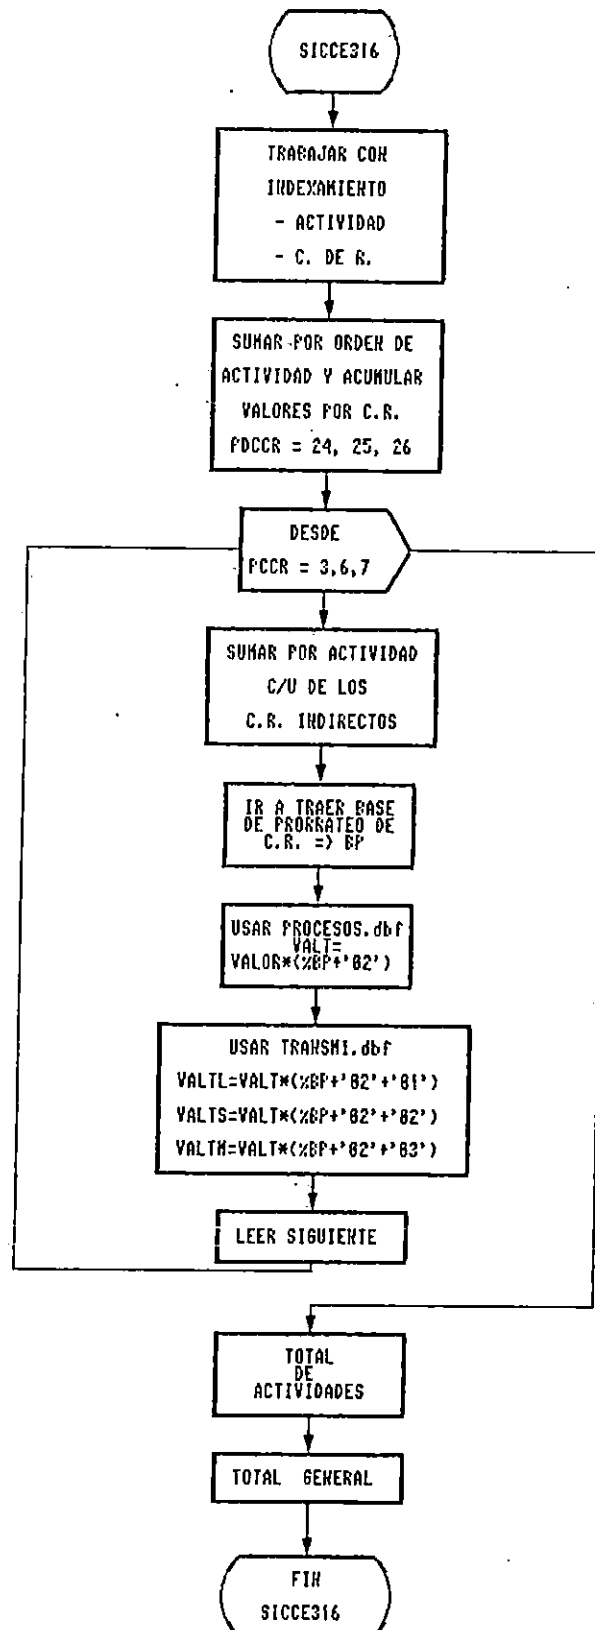 SICCE316
TRABAJAR CON
INDEXAMIENTO
- ACTIVIDAD
- C. DE R.
SUMAR POR ORDEN DE
ACTIVIDAD Y ACUMULAR
VALORES POR C.R.
PDCCR = 24, 25, 26
DESDE
PCCR = 3,6,7
SUMAR POR ACTIVIDAD
C/U DE LOS
C.R. INDIRECTOS
IR A TRAER BASE
DE PRORRATEO DE
C.R. => BP
USAR PROCESOS.dbf
VALT=
VALOR*(%BP+'02')
USAR TRANSMI.dbf
VALTL=VALT*(%BP+'02'+'01')
VALTS=VALT*(%BP+'02'+'02')
VALTM=VALT*(%BP+'02'+'03')
LEER SIGUIENTE
TOTAL
DE
ACTIVIDADES
TOTAL GENERAL
FIN
SICCE316